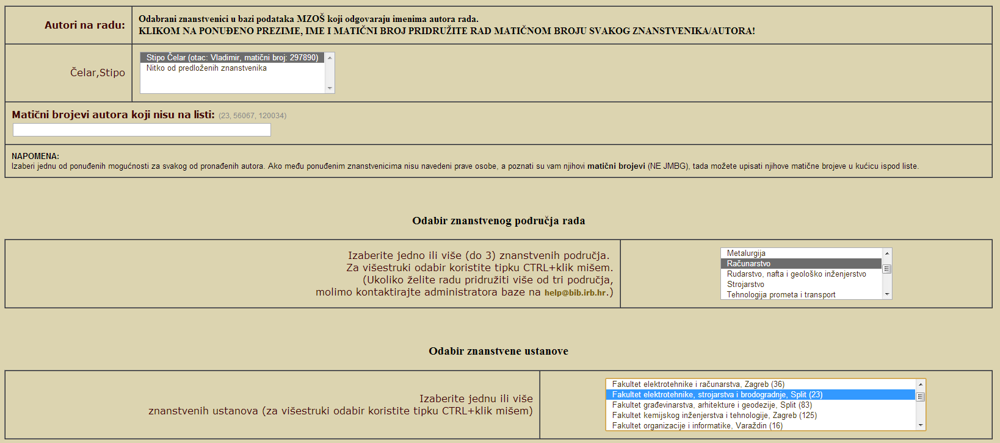 Autori na radu:
Odabrani znanstvenici u bazi podataka MZOŠ koji odgovaraju imenima autora rada.
KLIKOM NA PONUĐENO PREZIME, IME I MATIČNI BROJ PRIDRUŽITE RAD MATIČNOM BROJU SVAKOG ZNANSTVENIKA/AUTORA!
Čelar,Stipo
Stipo Čelar (otac: Vladimir, matični broj: 297890)
Nitko od predloženih znanstvenika
Matični brojevi autora koji nisu na listi: (23, 56067, 120034)
NAPOMENA:
Izaberi jednu od ponuđenih mogućnosti za svakog od pronađenih autora. Ako među ponuđenim znanstvenicima nisu navedeni prave osobe, a poznati su vam njihovi matični brojevi (NE JMBG), tada možete upisati njihove matične brojeve u kućicu ispod liste.
Odabir znanstvenog područja rada
Izaberite jedno ili više (do 3) znanstvenih područja.
Za višestruki odabir koristite tipku CTRL+klik mišem.
(Ukoliko želite radu pridružiti više od tri područja,
molimo kontaktirajte administratora baze na help@bib.irb.hr.)
Metalurgija
Računarstvo
Rudarstvo, nafta i geološko inženjerstvo
Strojarstvo
Tehnologija prometa i transport
Odabir znanstvene ustanove
Izaberite jednu ili više
znanstvenih ustanova (za višestruki odabir koristite tipku CTRL+klik mišem)
Fakultet elektrotehnike i računarstva, Zagreb (36)
Fakultet elektrotehnike, strojarstva i brodogradnje, Split (23)
Fakultet građevinarstva, arhitekture i geodezije, Split (83)
Fakultet kemijskog inženjerstva i tehnologije, Zagreb (125)
Fakultet organizacije i informatike, Varaždin (16)